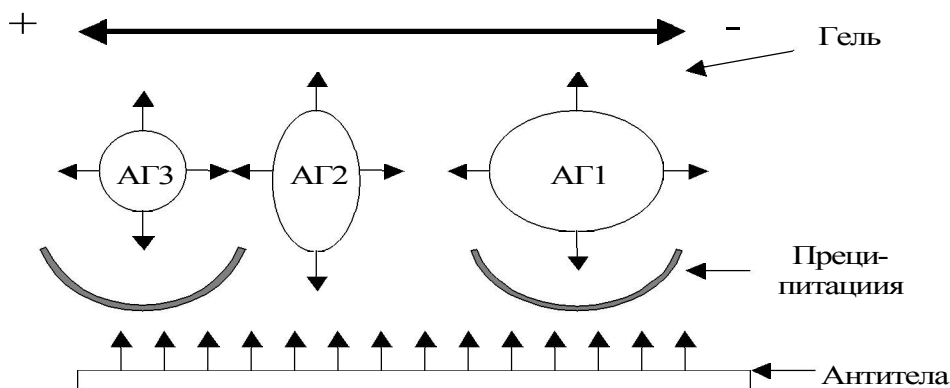 +
-
Гель
АГ3
АГ2
АГ1
Преци-
питациия
Антитела